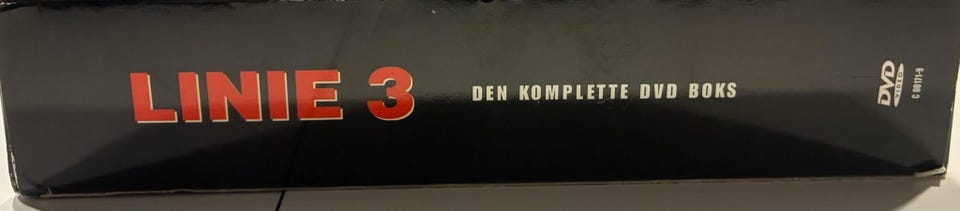 LINIE 3
DEN KOMPLETTE DVD BOKS
DVD
VIDEO
C 00171-9